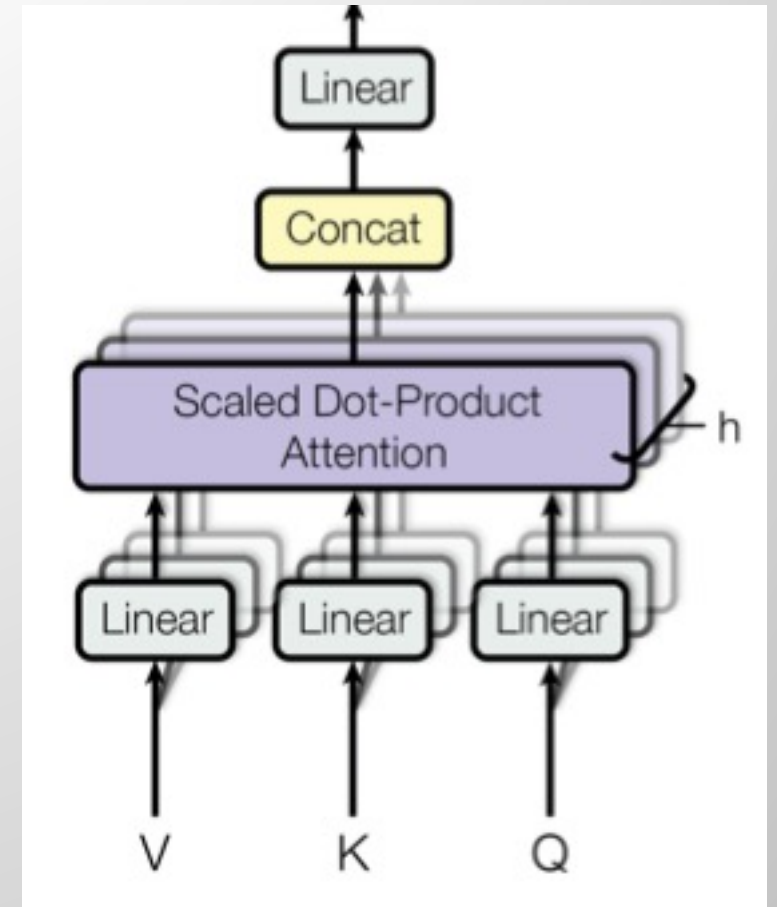 Linear
Concat
Scaled Dot-Product
Attention
h
Linear
Linear
Linear
V
K
Q